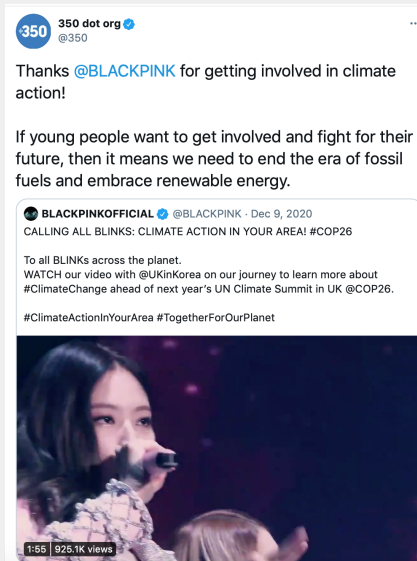 350 dot org
@350
350
Thanks @BLACKPINK for getting involved in climate
action!
If young people want to get involved and fight for their
future, then it means we need to end the era of fossil
fuels and embrace renewable energy.
BLACKPINKOFFICIAL @BLACKPINK · Dec 9, 2020
CALLING ALL BLINKS: CLIMATE ACTION IN YOUR AREA! #COP26
To all BLINKs across the planet.
WATCH our video with @UKinKorea on our journey to learn more about
#ClimateChange ahead of next year's UN Climate Summit in UK @COP26.
#ClimateActionInYourArea #TogetherForOurPlanet
1:55 925.1K views